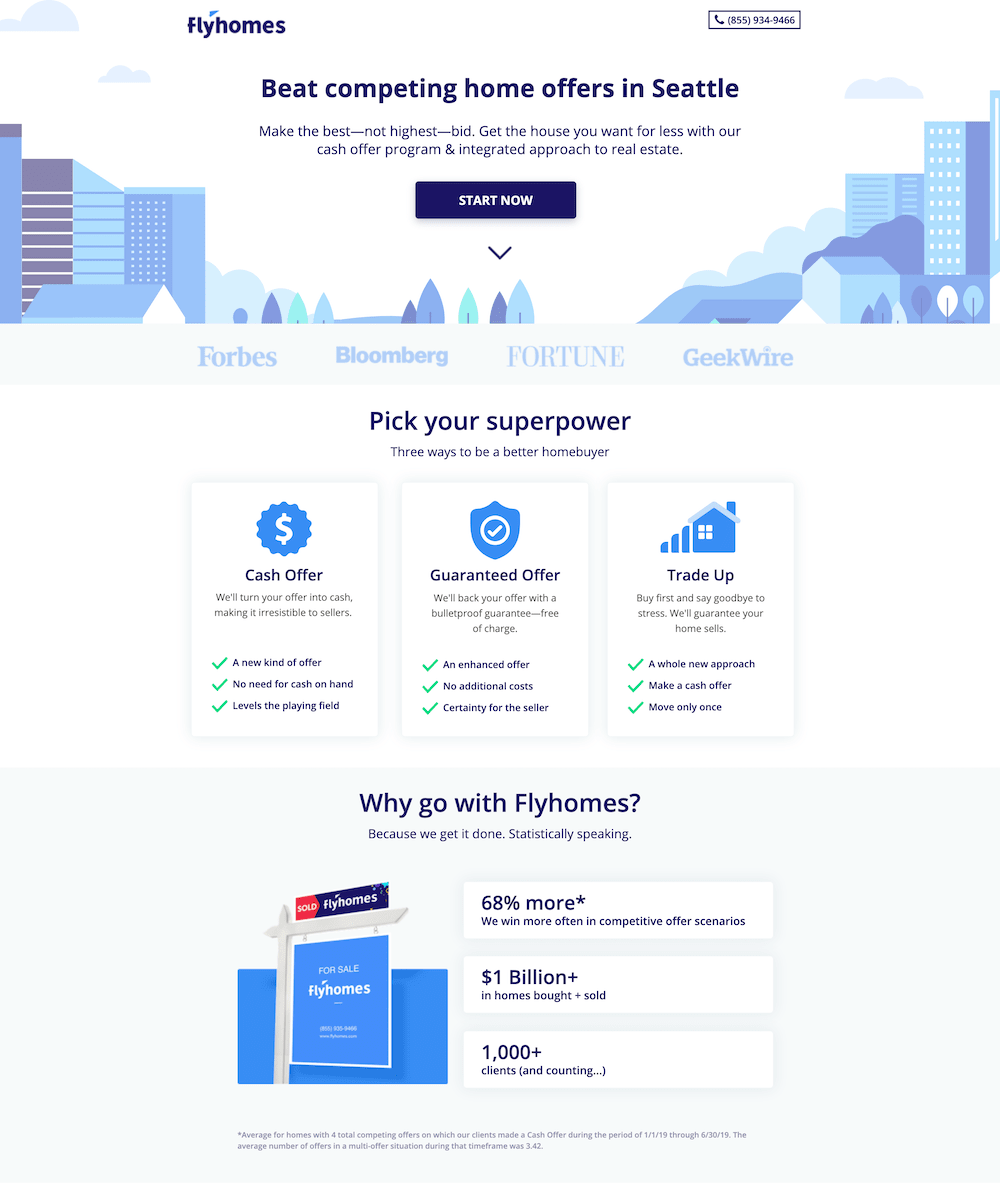 flyhomes
(855) 934-9466
Beat competing home offers in Seattle
Make the best—not highest—bid. Get the house you want for less with our
cash offer program & integrated approach to real estate.
START NOW
Forbes
Bloomberg
FORTUNE
GeekWire
Pick your superpower
Three ways to be a better homebuyer
Cash Offer
We'll turn your offer into cash,
making it irresistible to sellers.
A new kind of offer
No need for cash on hand
Levels the playing field
Guaranteed Offer
We'll back your offer with a
bulletproof guarantee—free
of charge.
An enhanced offer
No additional costs
Certainty for the seller
Trade Up
Buy first and say goodbye to
stress. We'll guarantee your
home sells.
A whole new approach
Make a cash offer
Move only once
Why go with Flyhomes?
Because we get it done. Statistically speaking.
SOLD flyhomes
FOR SALE
flyhomes
(855) 935-9466
www.flyhomes.com
68% more*
We win more often in competitive offer scenarios
$1 Billion+
in homes bought + sold
1,000+
clients (and counting...)
*Average for homes with 4 total competing offers on which our clients made a Cash Offer during the period of 1/1/19 through 6/30/19. The
average number of offers in a multi-offer situation during that timeframe was 3.42.